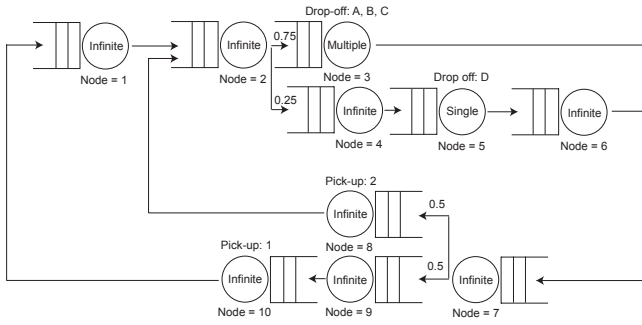 Drop-off: A, B, C
Infinite
Infinite
0.75
Multiple
Node = 1
Node = 2
Node = 3
Drop off: D
0.25
Infinite
Single
Infinite
Node = 4
Node = 5
Node = 6
Pick-up: 2
0.5
Infinite
Node = 8
Pick-up: 1
0.5
Infinite
Infinite
Infinite
Node = 10
Node = 9
Node = 7